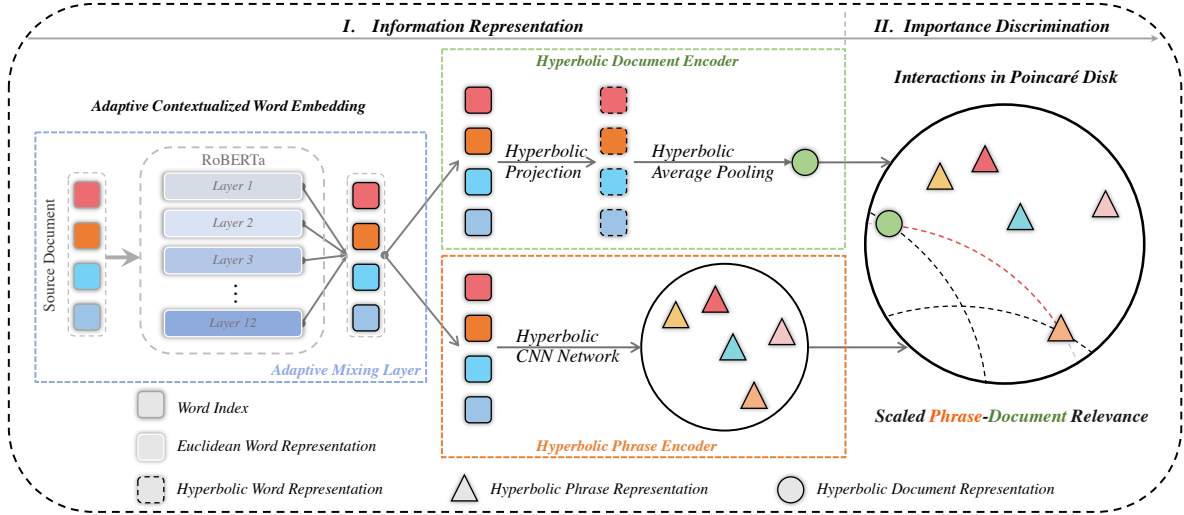 I. Information Representation
II. Importance Discrimination
Hyperbolic Document Encoder
Interactions in Poincaré Disk
Adaptive Contextualized Word Embedding
RoBERTa
Source Document
Layer 1
Layer 2
Layer 3
Layer 12
Adaptive Mixing Layer
Hyperbolic
Projection
Hyperbolic
Average Pooling
Hyperbolic
CNN Network
Hyperbolic Phrase Encoder
Scaled Phrase-Document Relevance
Word Index
Euclidean Word Representation
Hyperbolic Word Representation
Hyperbolic Phrase Representation
Hyperbolic Document Representation